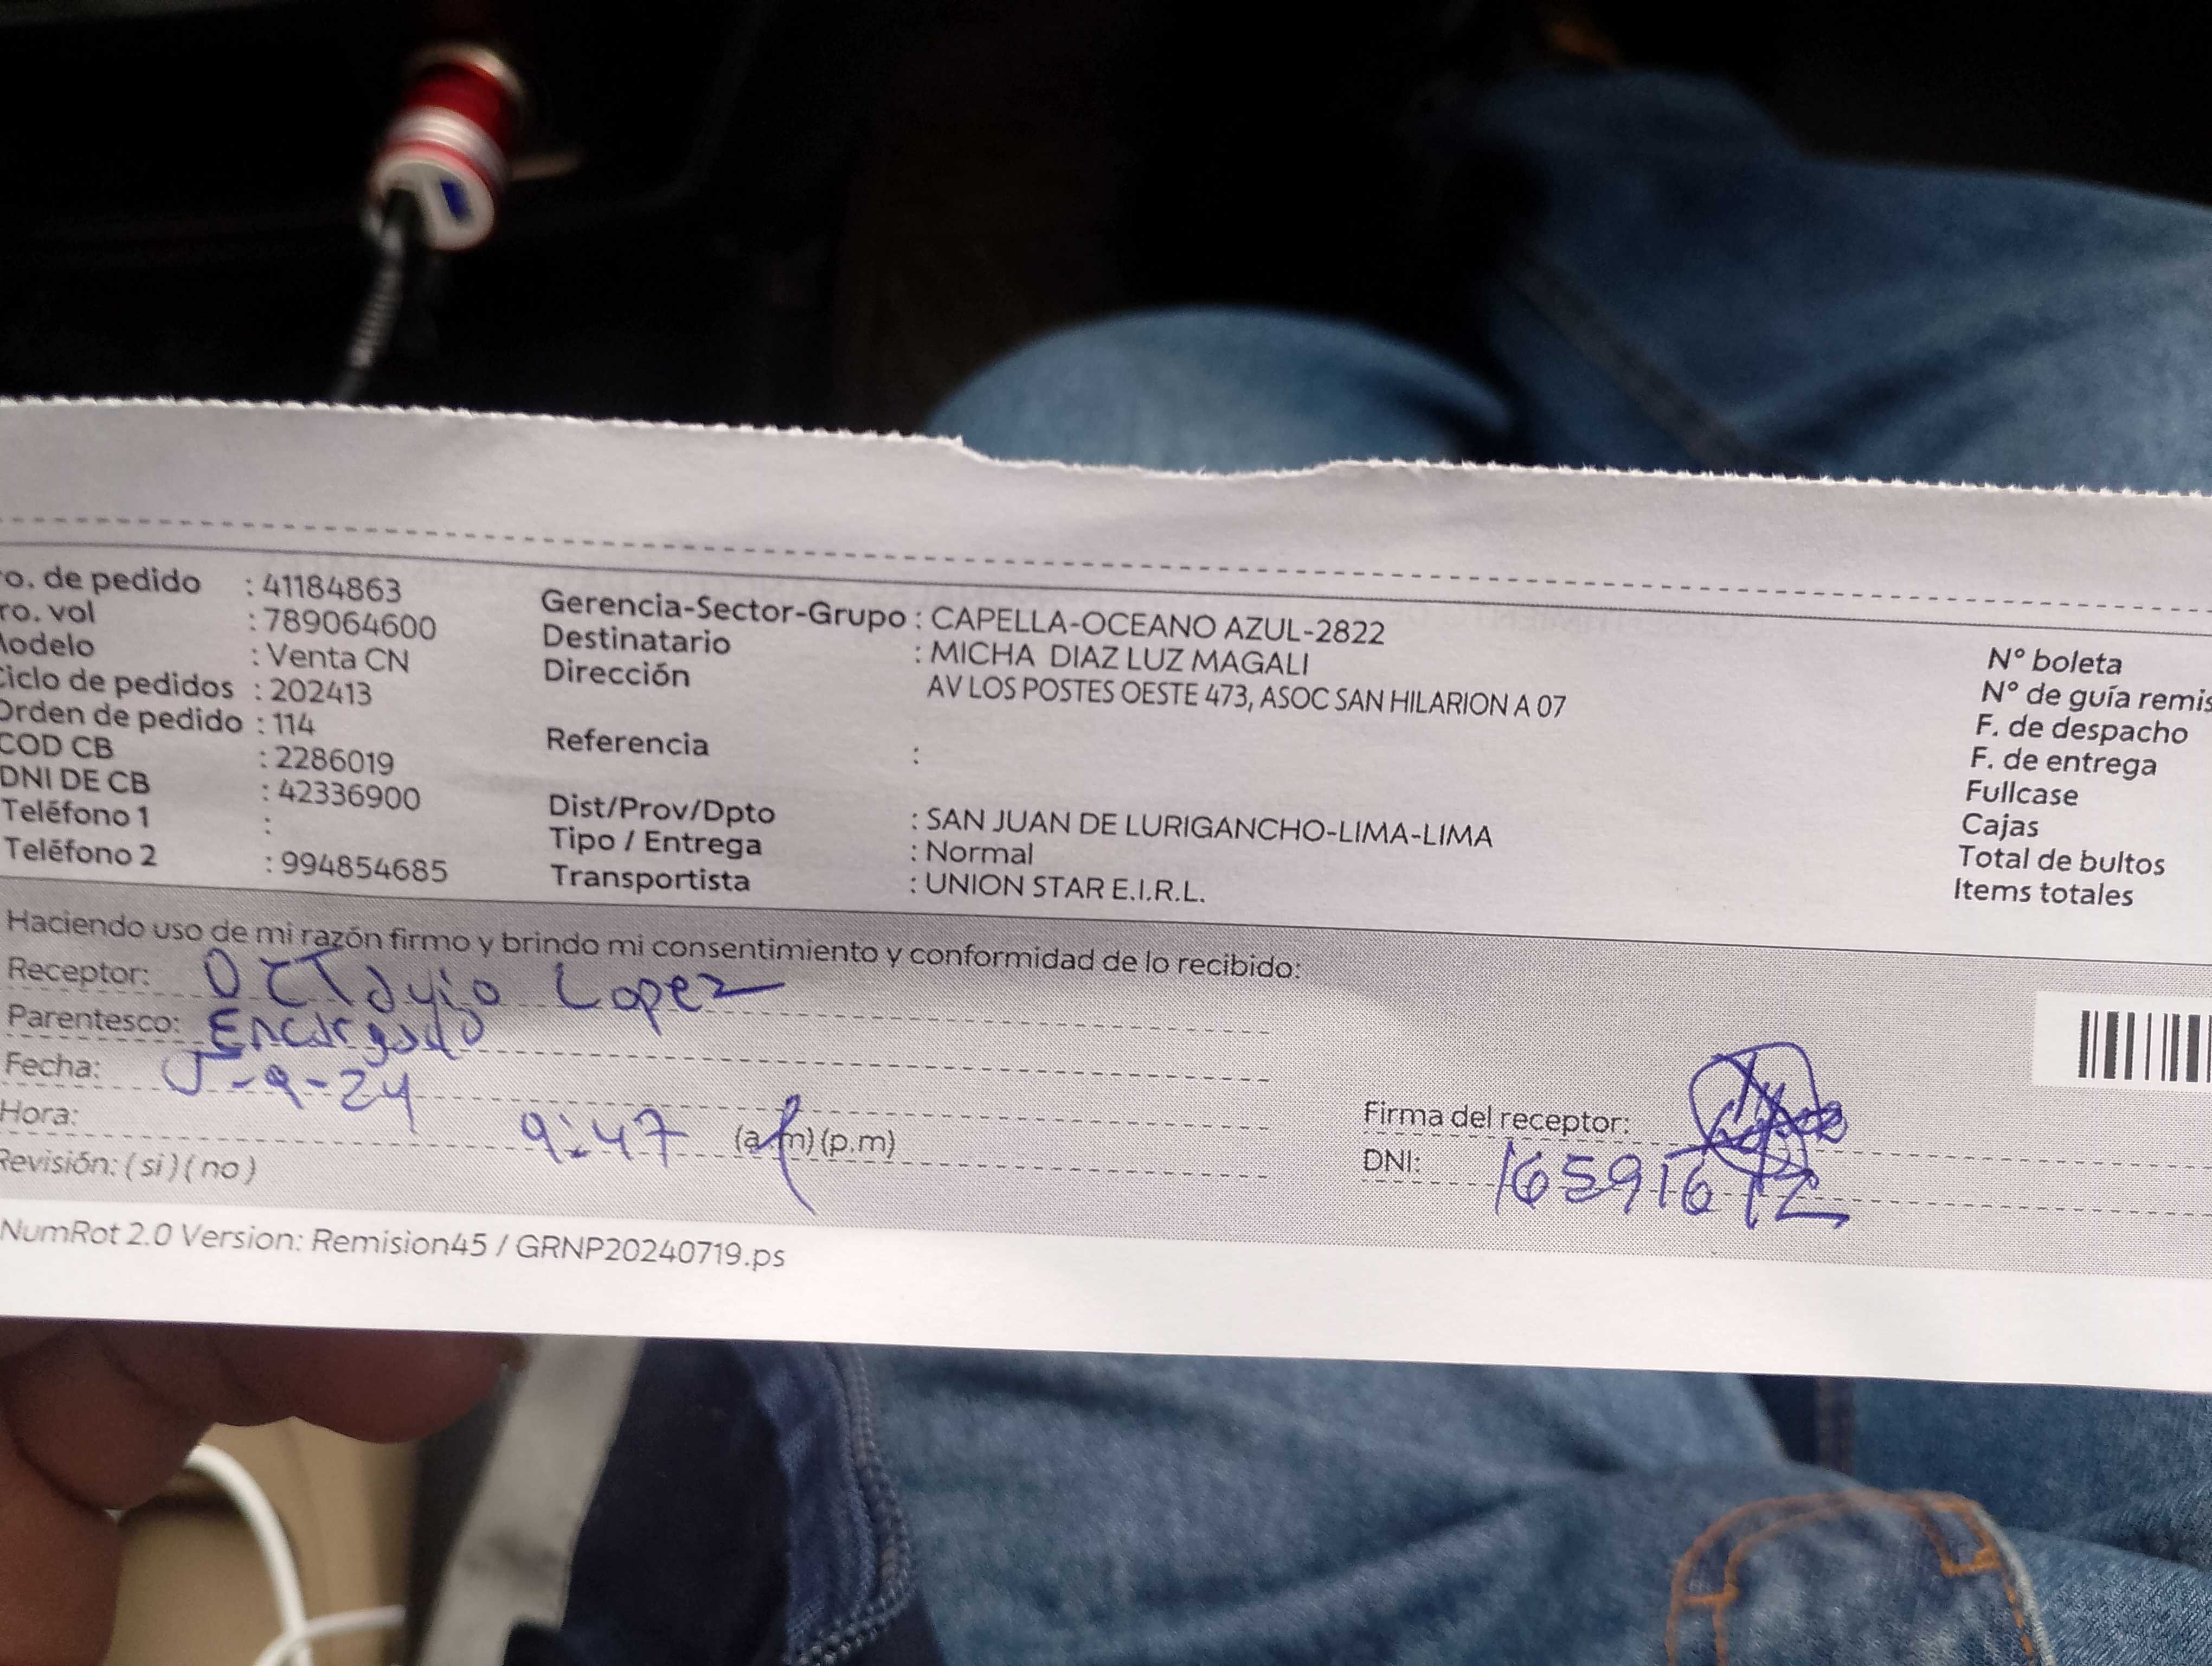 ro. de pedido : 41184863
ro. vol : 789064600
Modelo : Venta CN
Ciclo de pedidos : 202413
Orden de pedido : 114
COD CB : 2286019
DNI DE CB : 42336900
Teléfono 1 :
Teléfono 2 : 994854685
Gerencia-Sector-Grupo : CAPELLA-OCEANO AZUL-2822
Destinatario : MICHA DIAZ LUZ MAGALI
Dirección AV LOS POSTES OESTE 473, ASOC SAN HILARION A 07
Referencia :
Dist/Prov/Dpto : SAN JUAN DE LURIGANCHO-LIMA-LIMA
Tipo / Entrega : Normal
Transportista : UNION STAR E.I.R.L.
N° boleta
N° de guía remis
F. de despacho
F. de entrega
Fullcase
Cajas
Total de bultos
Items totales
Haciendo uso de mi razón firmo y brindo mi consentimiento y conformidad de lo recibido:
Receptor: Octavio Lopez
Parentesco: Encargado
Fecha: 5-9-24
Hora: 9:47 (a.m) (p.m)
Revisión: ( si ) ( no )
Firma del receptor:
DNI: 16591672
NumRot 2.0 Version: Remision45 / GRNP20240719.ps